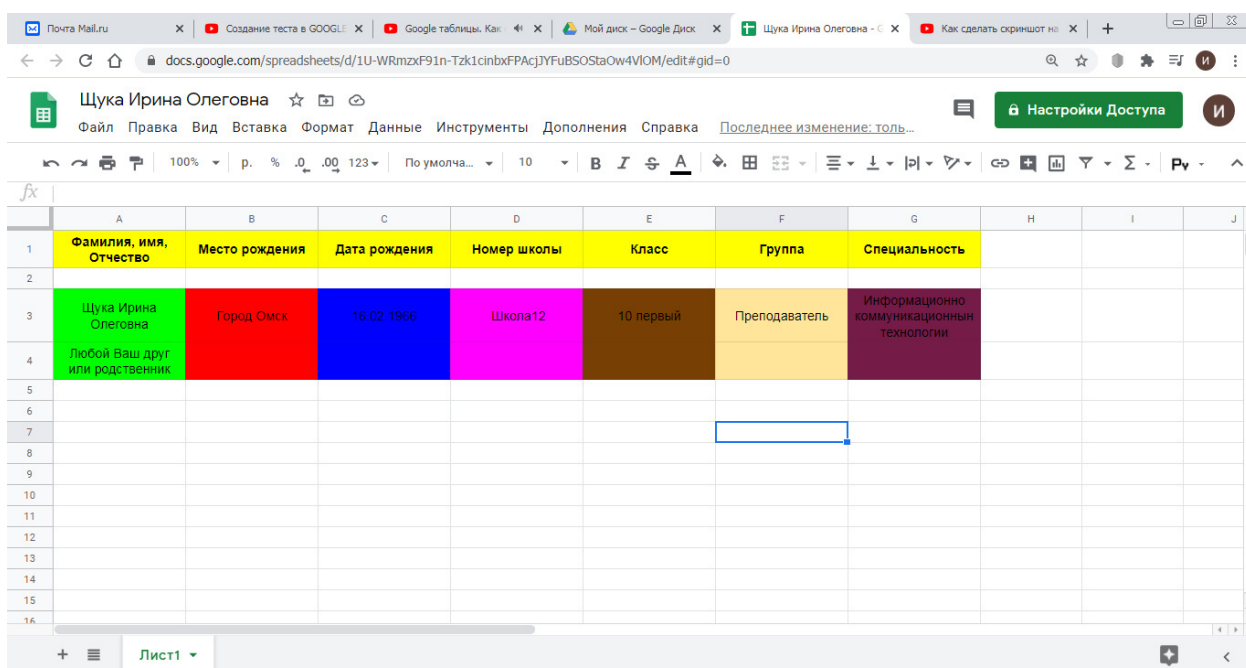 Почта Mail.ru
Создание теста в GOOGLE
Google таблицы. Как
Мой диск – Google Диск
Щука Ирина Олеговна - G
Как сделать скриншот на
docs.google.com/spreadsheets/d/1U-WRmzxF91n-Tzk1cinbxFPAcjJYFuBSOStaOw4VlOM/edit#gid=0
И
Щука Ирина Олеговна
Файл Правка Вид Вставка Формат Данные Инструменты Дополнения Справка Последнее изменение: толь...
Настройки Доступа
И
100% р. % .0 .00 123 По умолча... 10 B I S A Σ Pу
fx
A B C D E F G H I J
1 Фамилия, имя, Отчество Место рождения Дата рождения Номер школы Класс Группа Специальность
2
3 Щука Ирина Олеговна Город Омск 16.02.1966 Школа12 10 первый Преподаватель Информационно коммуникационнын технологии
4 Любой Ваш друг или родственник
5
6
7
8
9
10
11
12
13
14
15
16
Лист1